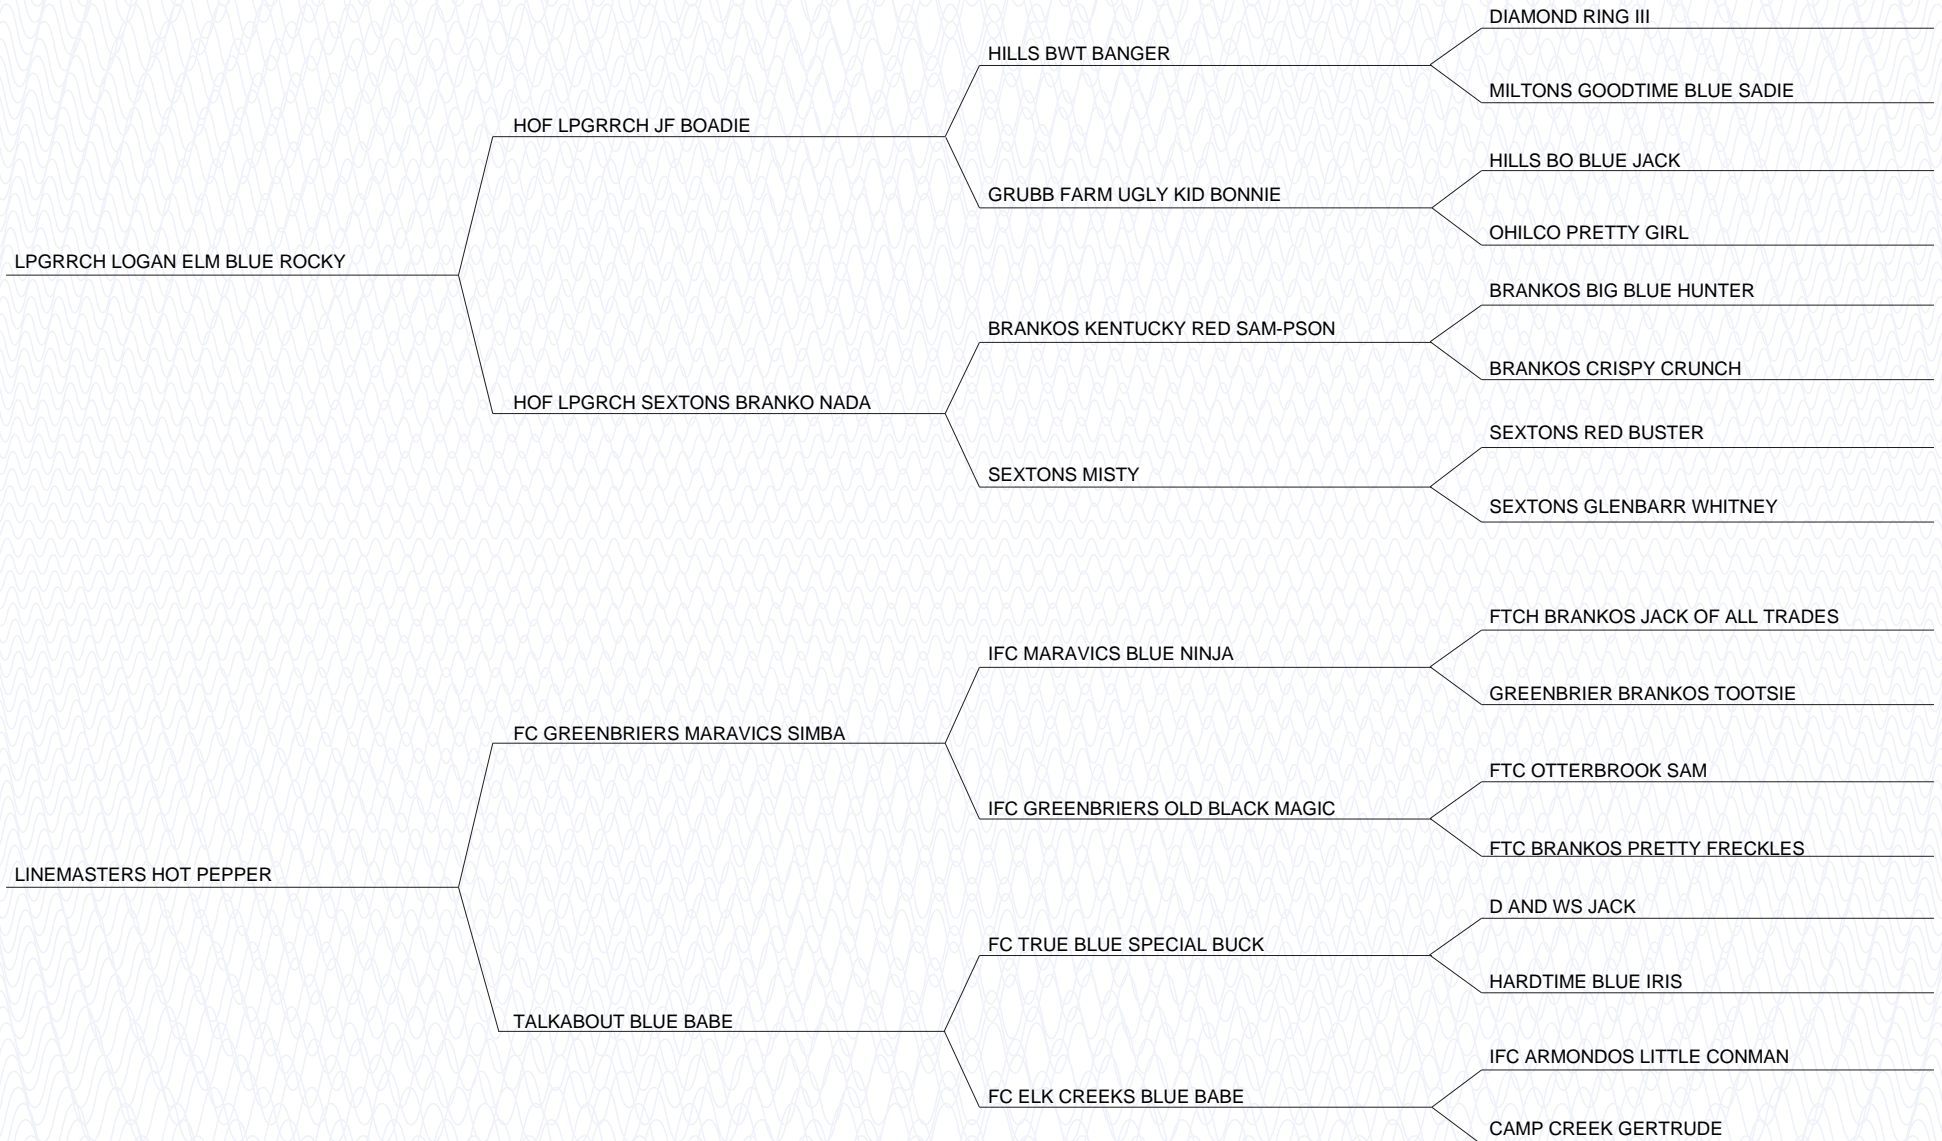 DIAMOND RING III
HILLS BWT BANGER
MILTONS GOODTIME BLUE SADIE
HOF LPGRRCH JF BOADIE
HILLS BO BLUE JACK
GRUBB FARM UGLY KID BONNIE
OHILCO PRETTY GIRL
LPGRRCH LOGAN ELM BLUE ROCKY
BRANKOS BIG BLUE HUNTER
BRANKOS KENTUCKY RED SAM-PSON
BRANKOS CRISPY CRUNCH
HOF LPGRCH SEXTONS BRANKO NADA
SEXTONS RED BUSTER
SEXTONS MISTY
SEXTONS GLENBARR WHITNEY
FTCH BRANKOS JACK OF ALL TRADES
IFC MARAVICS BLUE NINJA
GREENBRIER BRANKOS TOOTSIE
FC GREENBRIERS MARAVICS SIMBA
FTC OTTERBROOK SAM
IFC GREENBRIERS OLD BLACK MAGIC
FTC BRANKOS PRETTY FRECKLES
LINEMASTERS HOT PEPPER
D AND WS JACK
FC TRUE BLUE SPECIAL BUCK
HARDTIME BLUE IRIS
TALKABOUT BLUE BABE
IFC ARMONDOS LITTLE CONMAN
FC ELK CREEKS BLUE BABE
CAMP CREEK GERTRUDE